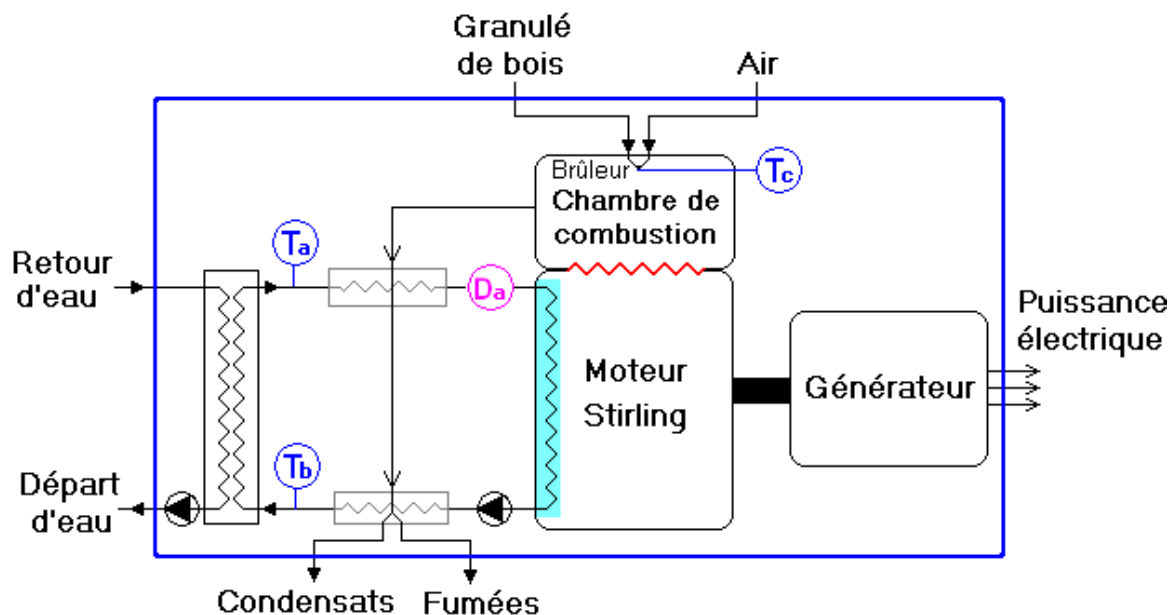 Granulé
de bois
Air
Brûleur
Tc
Chambre de
combustion
Ta
Retour
d'eau
Da
Puissance
électrique
Moteur
Stirling
Générateur
Tb
Départ
d'eau
Condensats
Fumées